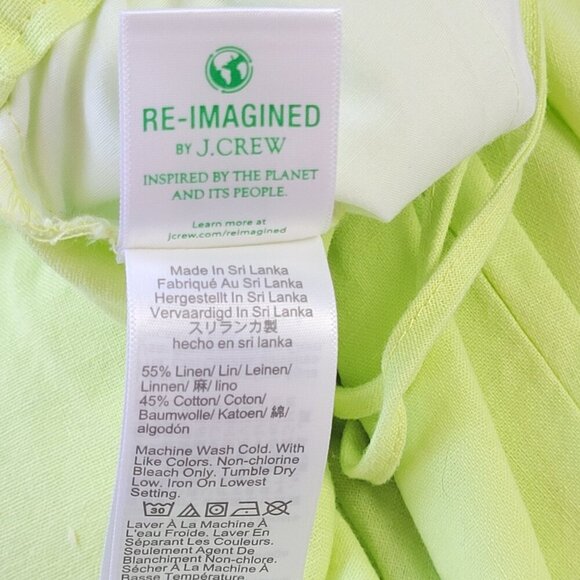 RE-IMAGINED
BY J.CREW
INSPIRED BY THE PLANET
AND ITS PEOPLE.
Learn more at
jcrew.com/reimagined
Made In Sri Lanka
Fabriqué Au Sri Lanka
Hergestellt In Sri Lanka
Vervaardigd In Sri Lanka
スリランカ製
hecho en sri lanka
55% Linen/ Lin/ Leinen/
Linnen/ 麻/ lino
45% Cotton/ Coton/
Baumwolle/ Katoen/ 綿/
algodón
Machine Wash Cold. With
Like Colors. Non-chlorine
Bleach Only. Tumble Dry
Low. Iron On Lowest
Setting.
30
Laver À La Machine À
L'eau Froide. Laver En
Séparant Les Couleurs.
Seulement Agent De
Blanchiment Non-chlore.
Sécher À La Machine À
Basse Température